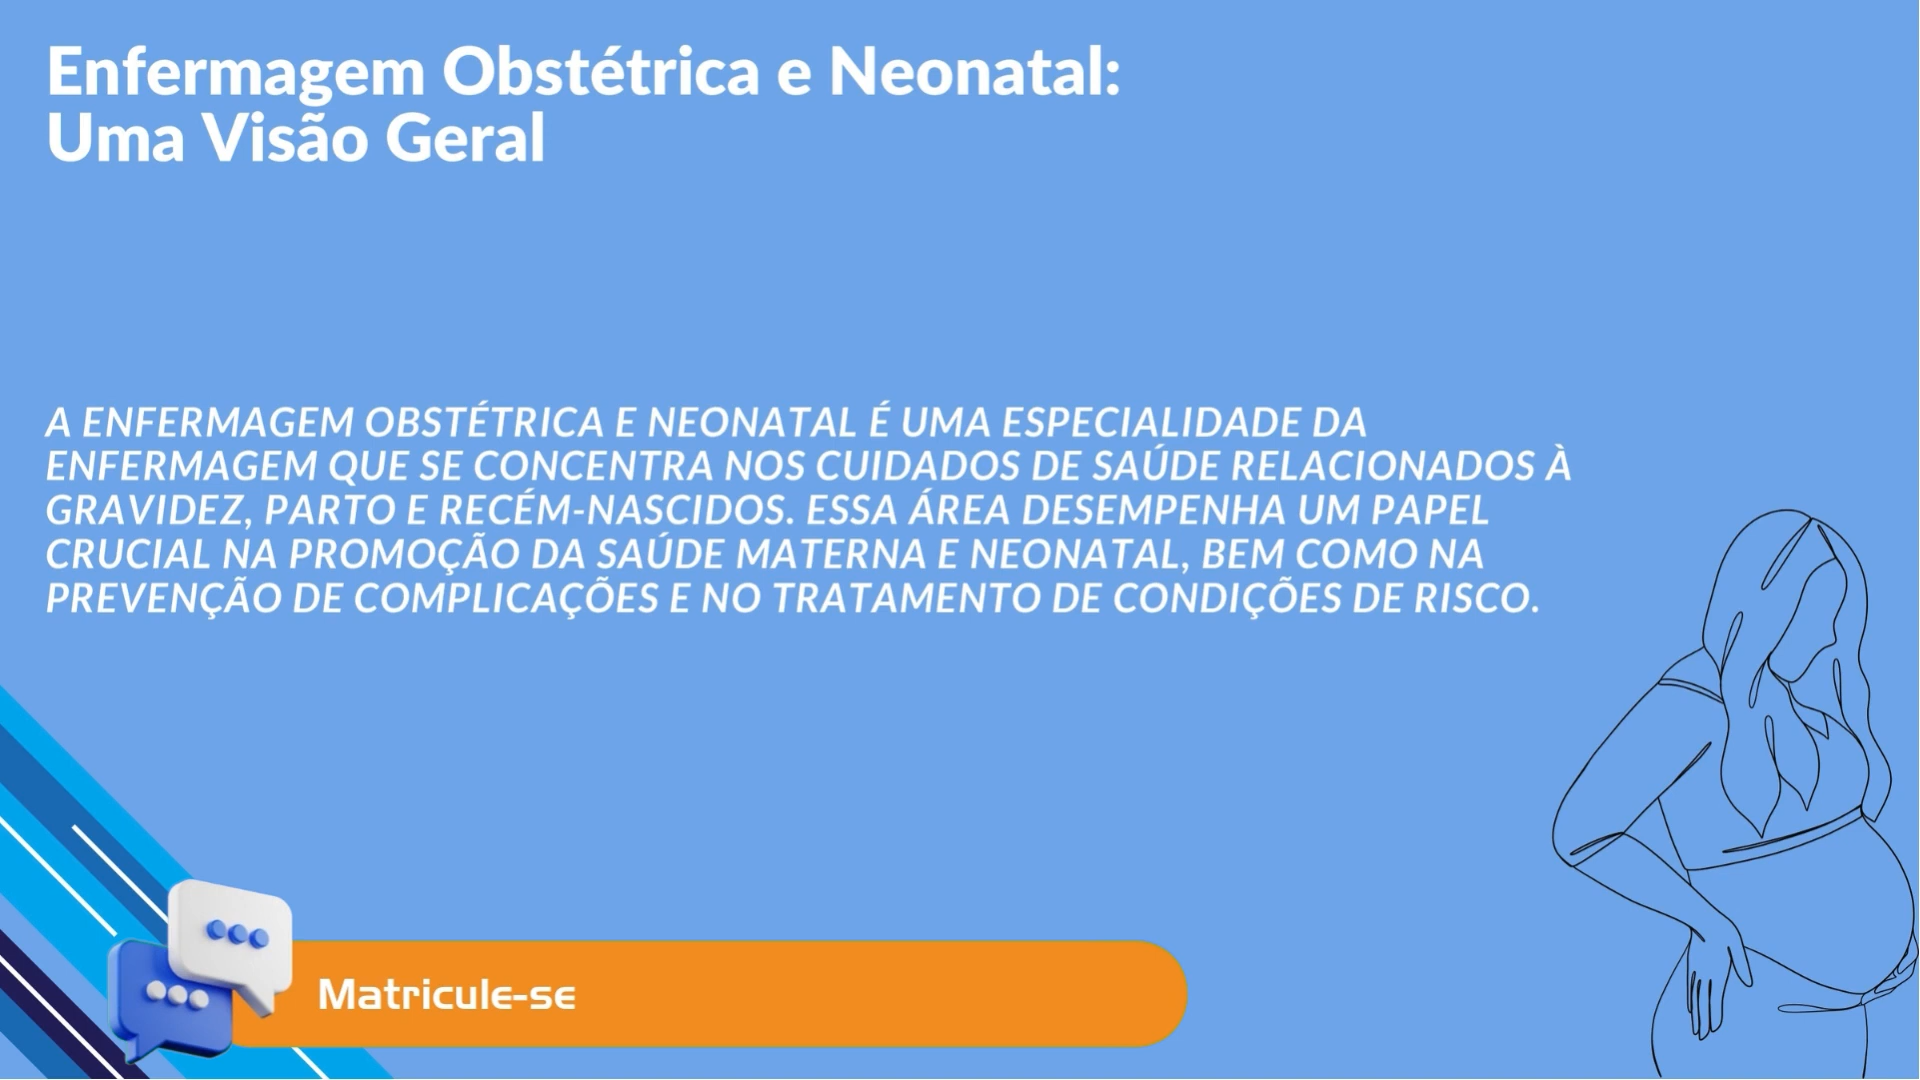 Enfermagem Obstétrica e Neonatal:
Uma Visão Geral
A ENFERMAGEM OBSTÉTRICA E NEONATAL É UMA ESPECIALIDADE DA
ENFERMAGEM QUE SE CONCENTRA NOS CUIDADOS DE SAÚDE RELACIONADOS À
GRAVIDEZ, PARTO E RECÉM-NASCIDOS. ESSA ÁREA DESEMPENHA UM PAPEL
CRUCIAL NA PROMOÇÃO DA SAÚDE MATERNA E NEONATAL, BEM COMO NA
PREVENÇÃO DE COMPLICAÇÕES E NO TRATAMENTO DE CONDIÇÕES DE RISCO.
Matricule-se